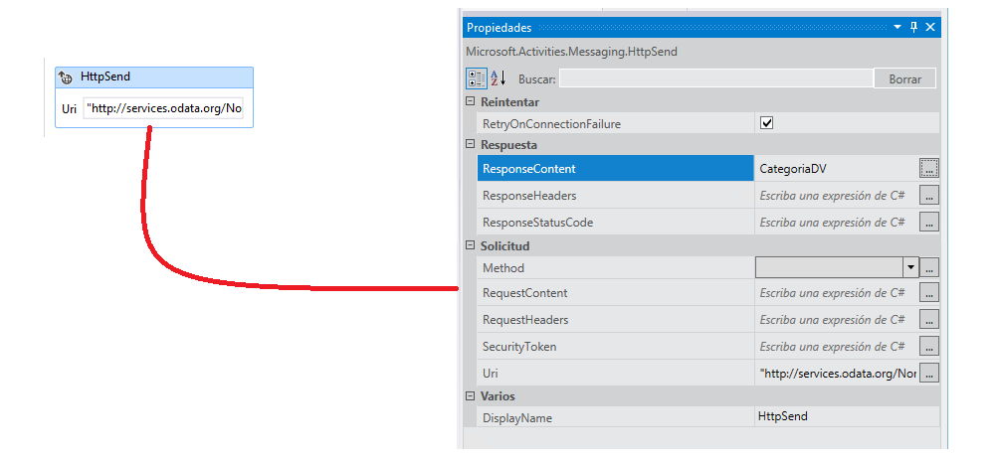 HttpSend
Uri "http://services.odata.org/No
Propiedades
Microsoft.Activities.Messaging.HttpSend
Buscar: Borrar
Reintentar
RetryOnConnectionFailure
Respuesta
ResponseContent CategoriaDV ...
ResponseHeaders Escriba una expresión de C# ...
ResponseStatusCode Escriba una expresión de C# ...
Solicitud
Method ...
RequestContent Escriba una expresión de C# ...
RequestHeaders Escriba una expresión de C# ...
SecurityToken Escriba una expresión de C# ...
Uri "http://services.odata.org/Nor ...
Varios
DisplayName HttpSend